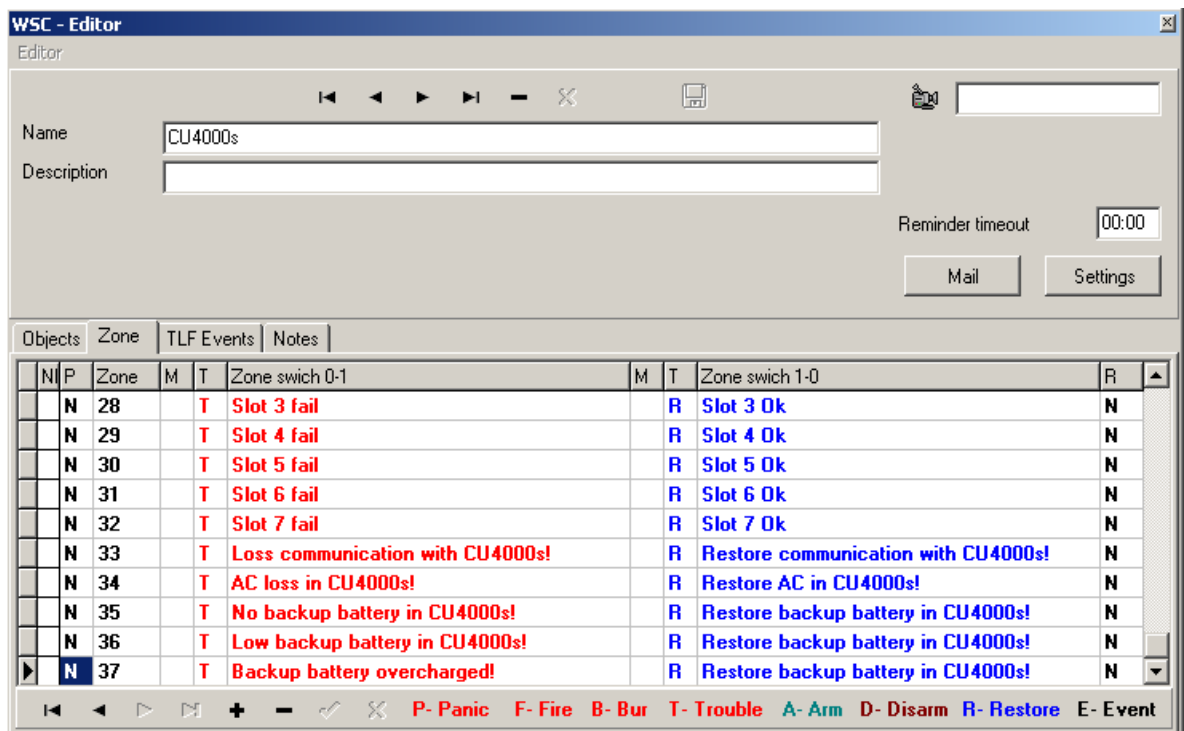 WSC - Editor
Editor
Name CU4000s
Description
Reminder timeout 00:00
Mail Settings
Objects Zone TLF Events Notes
NI P Zone M T Zone swich 0-1 M T Zone swich 1-0 R
N 28 T Slot 3 fail R Slot 3 Ok N
N 29 T Slot 4 fail R Slot 4 Ok N
N 30 T Slot 5 fail R Slot 5 Ok N
N 31 T Slot 6 fail R Slot 6 Ok N
N 32 T Slot 7 fail R Slot 7 Ok N
N 33 T Loss communication with CU4000s! R Restore communication with CU4000s! N
N 34 T AC loss in CU4000s! R Restore AC in CU4000s! N
N 35 T No backup battery in CU4000s! R Restore backup battery in CU4000s! N
N 36 T Low backup battery in CU4000s! R Restore backup battery in CU4000s! N
N 37 T Backup battery overcharged! R Restore backup battery in CU4000s! N
P- Panic F- Fire B- Bur T- Trouble A- Arm D- Disarm R- Restore E- Event